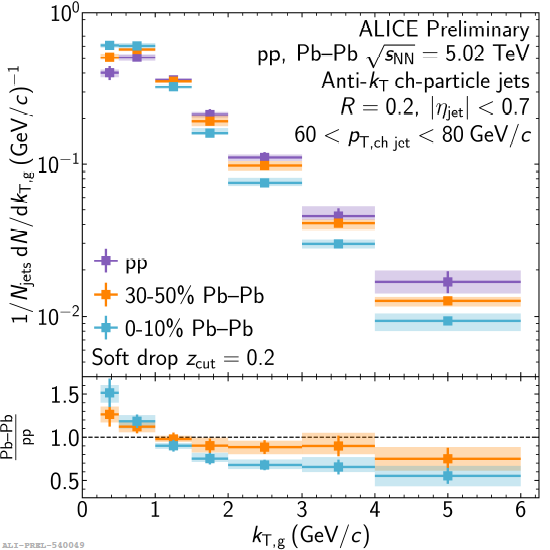 ALICE Preliminary
pp, Pb–Pb √sNN = 5.02 TeV
Anti-kT ch-particle jets
R = 0.2, |ηjet| < 0.7
60 < pT,ch jet < 80 GeV/c
1/Njets dN/dkT,g (GeV/c)−1
10^0
10^−1
10^−2
pp
30-50% Pb–Pb
0-10% Pb–Pb
Soft drop zcut = 0.2
Pb–Pb
pp
1.5
1.0
0.5
0 1 2 3 4 5 6
kT,g (GeV/c)
ALI-PREL-540049